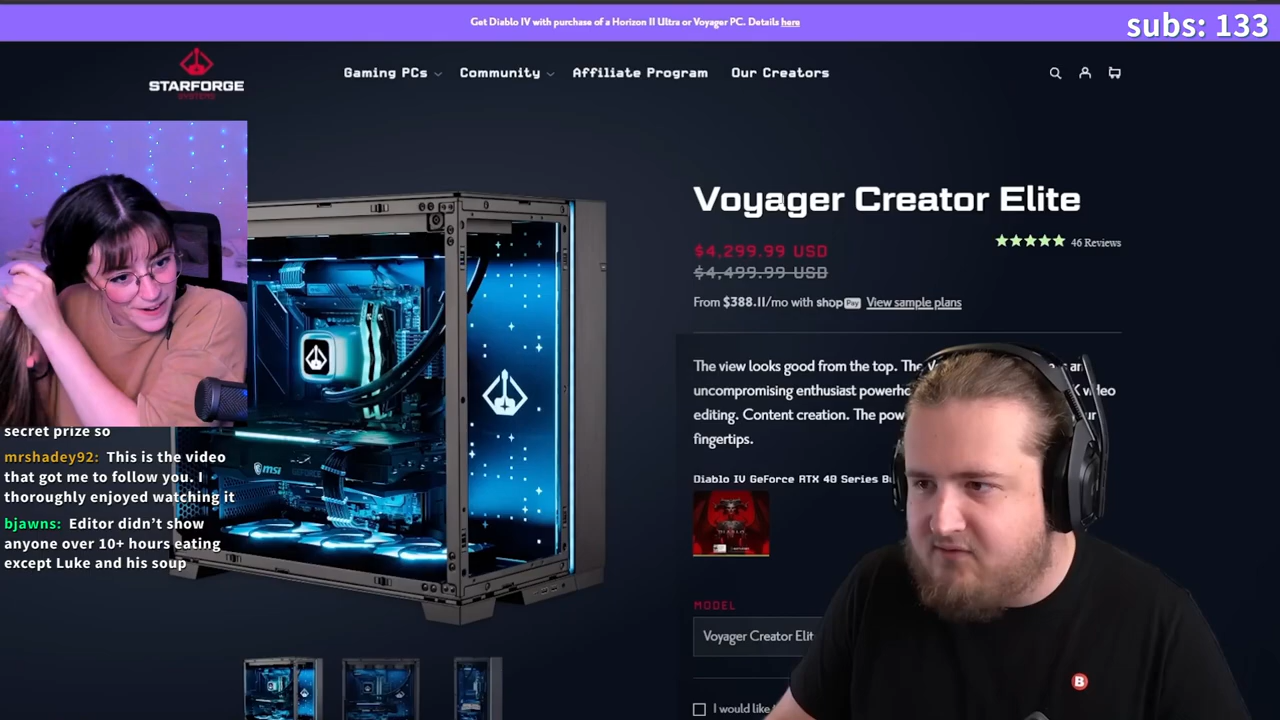 Get Diablo IV with purchase of a Horizon II Ultra or Voyager PC. Details here
subs: 133
STARFORGE
SYSTEMS
Gaming PCs
Community
Affiliate Program
Our Creators
Voyager Creator Elite
$4,299.99 USD
46 Reviews
$4,499.99 USD
From $388.11/mo with shop Pay View sample plans
The view looks good from the top. The
uncompromising enthusiast video
editing. Content creation. The
fingertips.
Diablo IV GeForce RTX 40 Series
secret prize so
mrshadey92: This is the video
that got me to follow you. I
thoroughly enjoyed watching it
bjawns: Editor didn't show
anyone over 10+ hours eating
except Luke and his soup
msi
MODEL
Voyager Creator
I would like
B